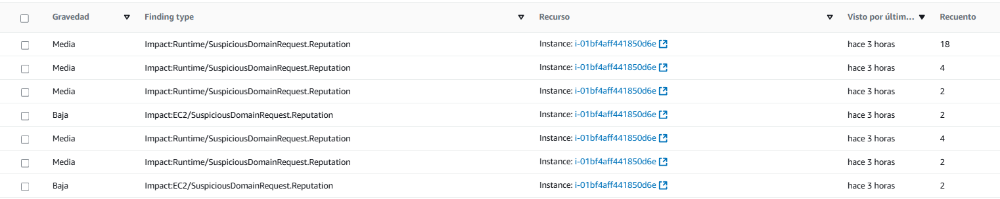 Gravedad Finding type Recurso Visto por últim... Recuento
Media Impact:Runtime/SuspiciousDomainRequest.Reputation Instance: i-01bf4aff441850d6e hace 3 horas 18
Media Impact:Runtime/SuspiciousDomainRequest.Reputation Instance: i-01bf4aff441850d6e hace 3 horas 4
Media Impact:Runtime/SuspiciousDomainRequest.Reputation Instance: i-01bf4aff441850d6e hace 3 horas 2
Baja Impact:EC2/SuspiciousDomainRequest.Reputation Instance: i-01bf4aff441850d6e hace 3 horas 2
Media Impact:Runtime/SuspiciousDomainRequest.Reputation Instance: i-01bf4aff441850d6e hace 3 horas 4
Media Impact:Runtime/SuspiciousDomainRequest.Reputation Instance: i-01bf4aff441850d6e hace 3 horas 2
Baja Impact:EC2/SuspiciousDomainRequest.Reputation Instance: i-01bf4aff441850d6e hace 3 horas 2